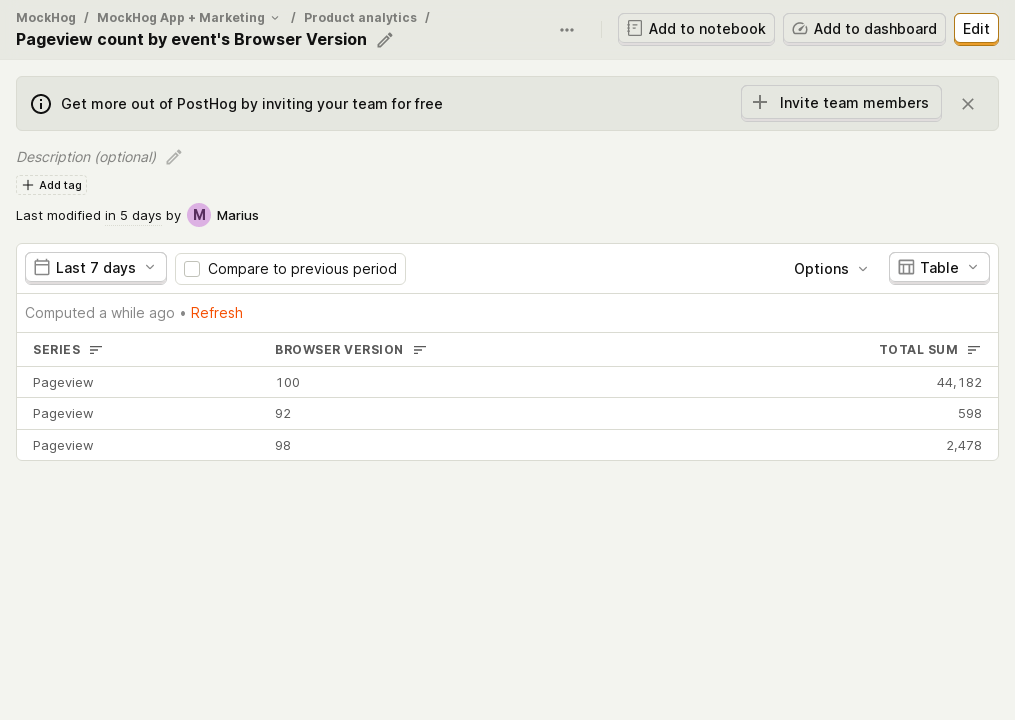 MockHog / MockHog App + Marketing / Product analytics /
Pageview count by event's Browser Version
Add to notebook
Add to dashboard
Edit
Get more out of PostHog by inviting your team for free
Invite team members
Description (optional)
Add tag
Last modified in 5 days by M Marius
Last 7 days
Compare to previous period
Options
Table
Computed a while ago • Refresh
SERIES BROWSER VERSION TOTAL SUM
Pageview 100 44,182
Pageview 92 598
Pageview 98 2,478